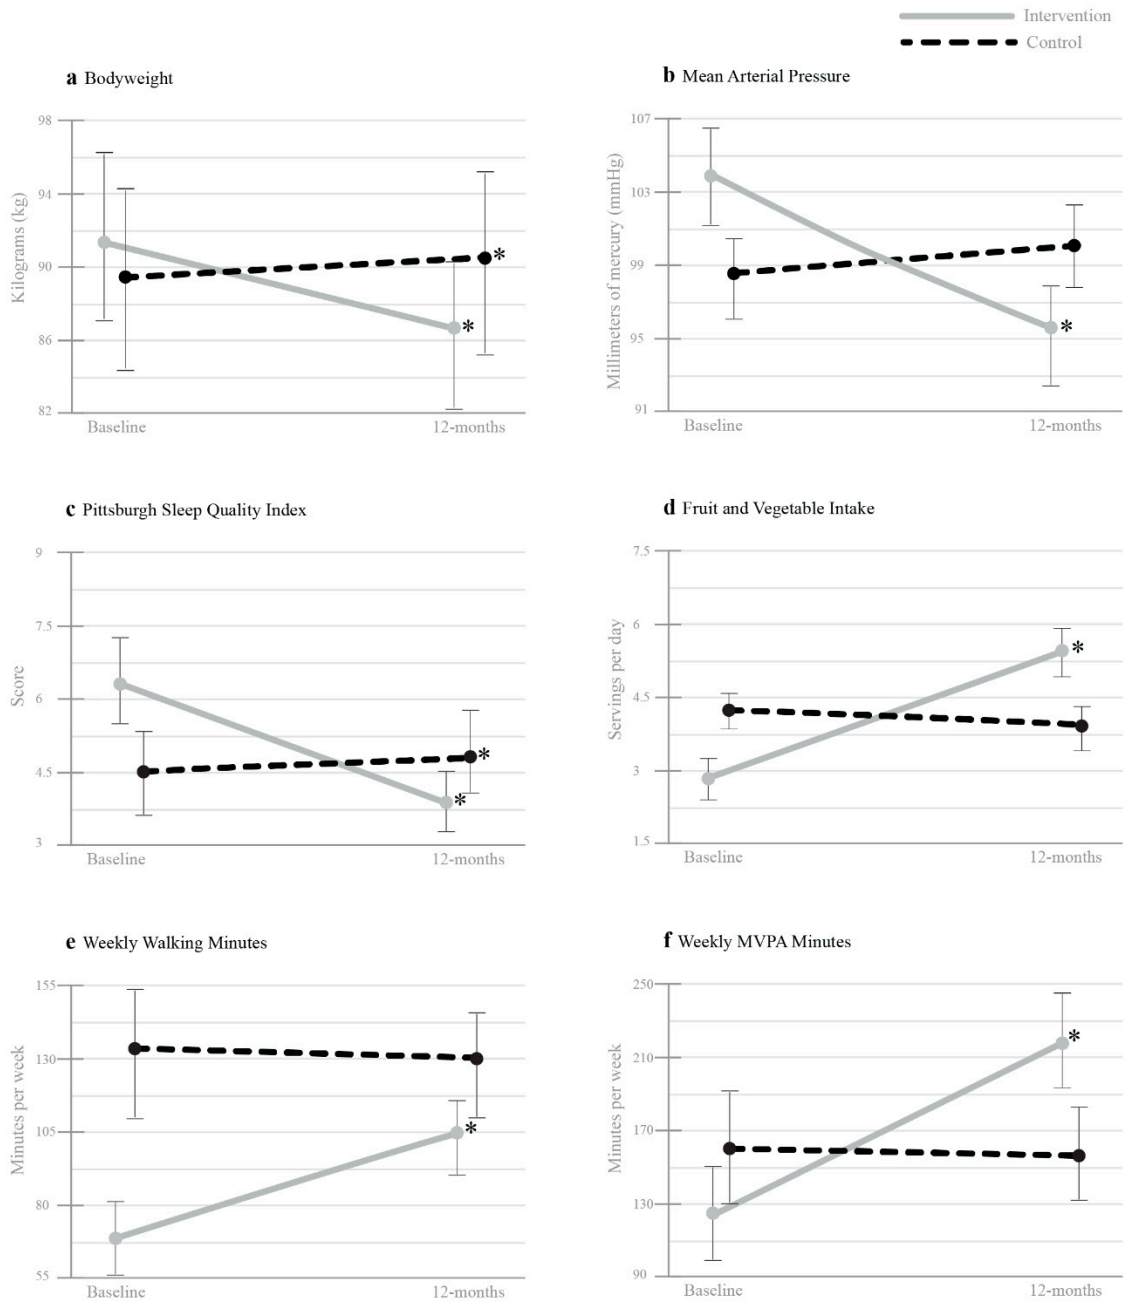 Intervention
Control
a Bodyweight
98
94
90
86
82
Kilograms (kg)
*
*
Baseline 12-months
b Mean Arterial Pressure
107
103
99
95
91
Millimeters of mercury (mmHg)
*
Baseline 12-months
c Pittsburgh Sleep Quality Index
9
7.5
6
4.5
3
Score
*
*
Baseline 12-months
d Fruit and Vegetable Intake
7.5
6
4.5
3
1.5
Servings per day
*
Baseline 12-months
e Weekly Walking Minutes
155
130
105
80
55
Minutes per week
*
Baseline 12-months
f Weekly MVPA Minutes
250
210
170
130
90
Minutes per week
*
Baseline 12-months